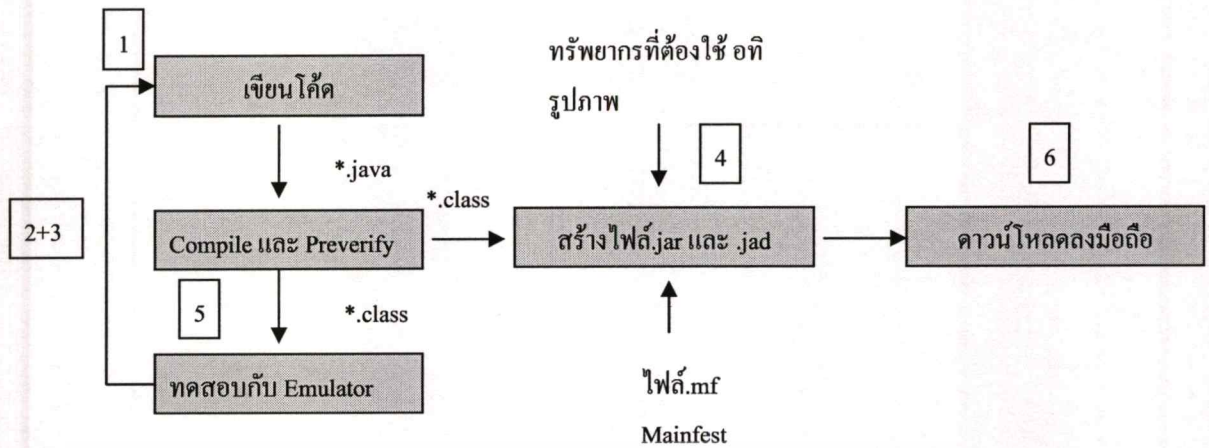 1
เขียนโค้ด
ทรัพยากรที่ต้องใช้ อทิ
รูปภาพ
*.java
4
6
2+3
Compile และ Preverify
*.class
สร้างไฟล์.jar และ .jad
ดาวน์โหลดลงมือถือ
5
*.class
ทดสอบกับ Emulator
ไฟล์.mf
Mainfest